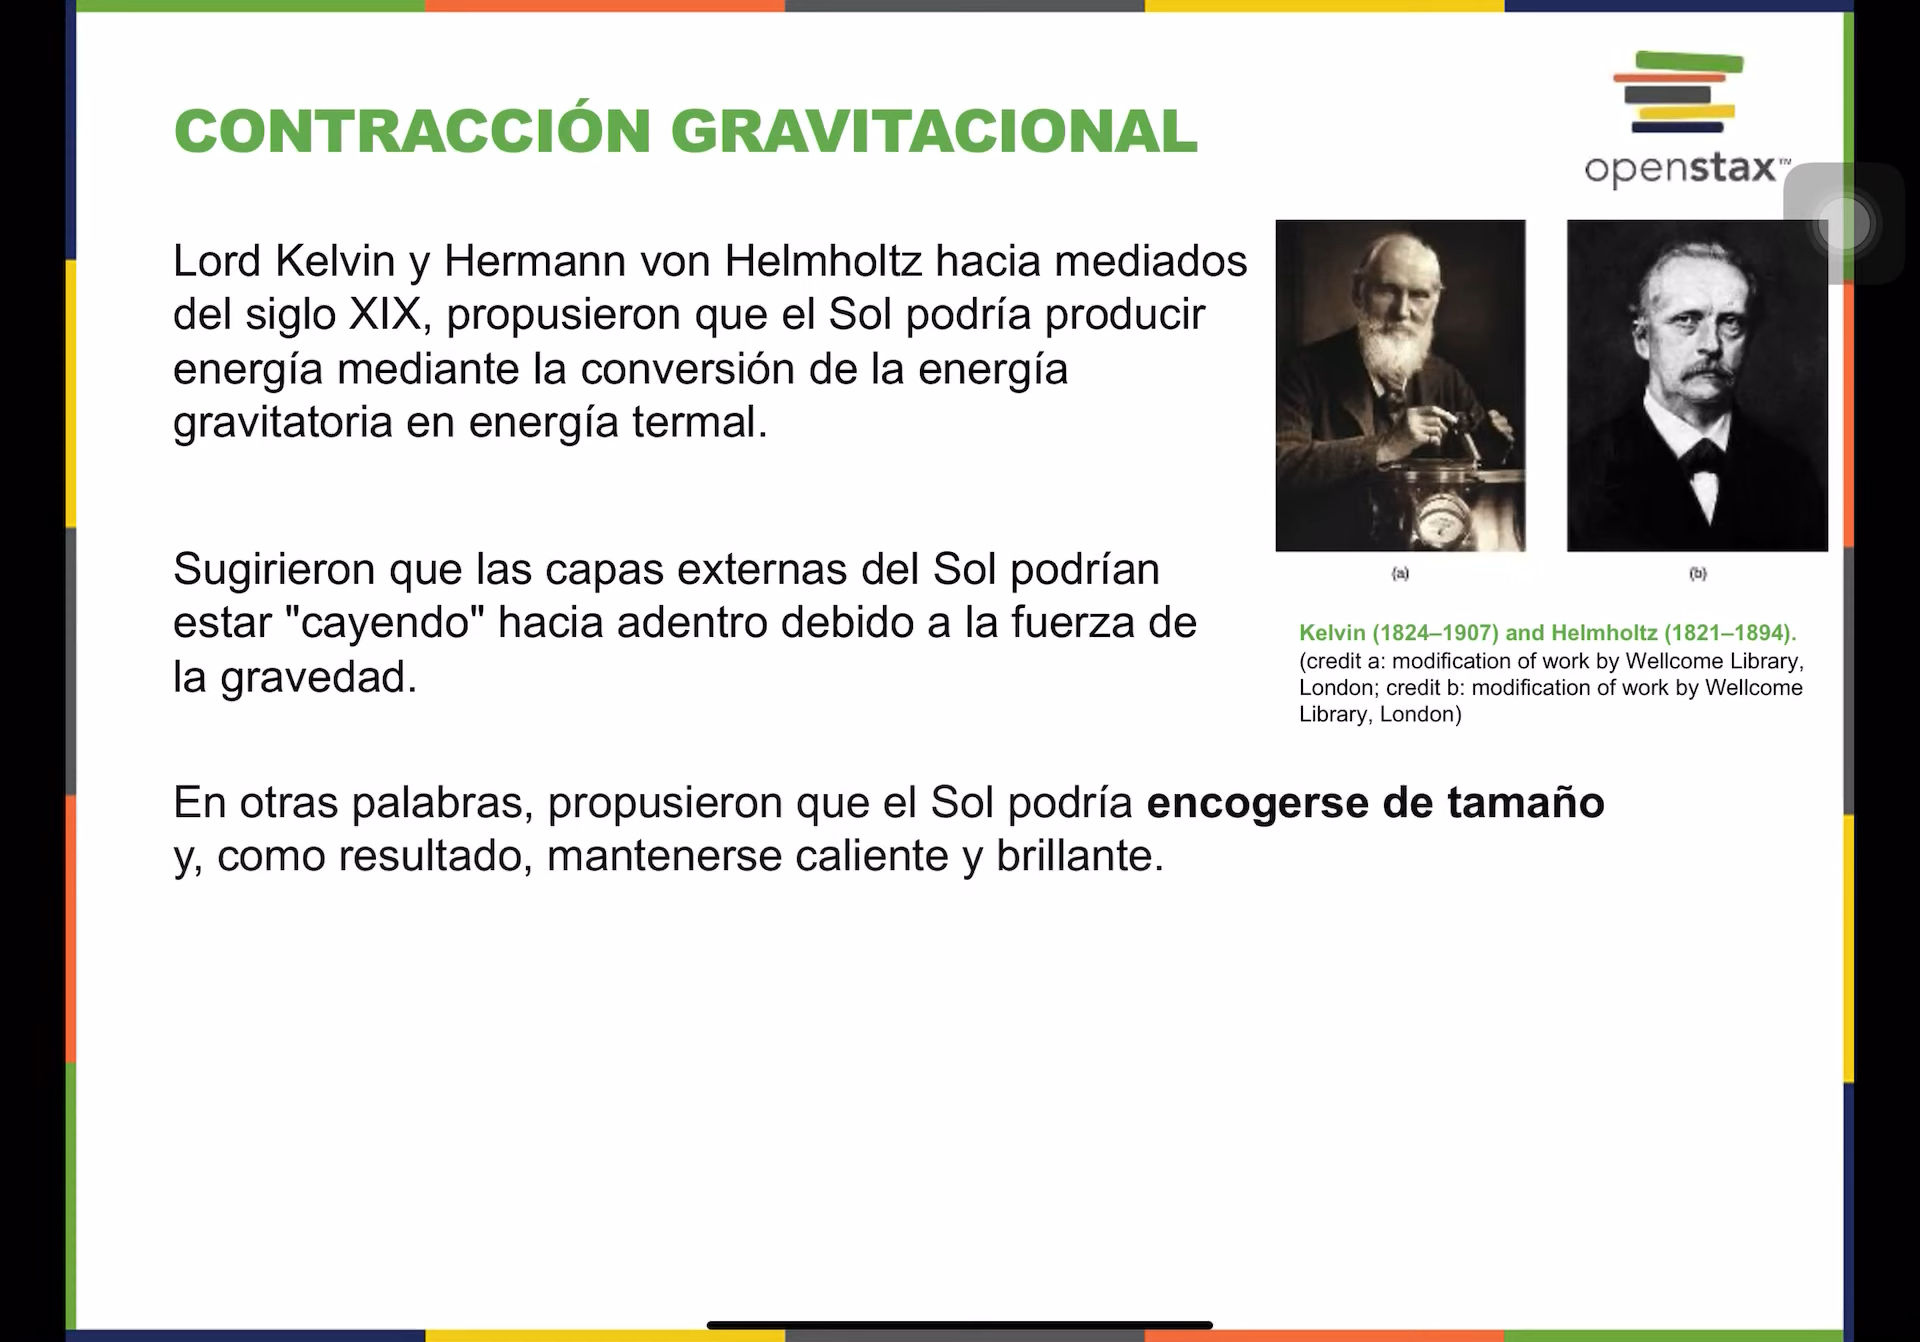 CONTRACCIÓN GRAVITACIONAL
openstax™
Lord Kelvin y Hermann von Helmholtz hacia mediados
del siglo XIX, propusieron que el Sol podría producir
energía mediante la conversión de la energía
gravitatoria en energía termal.
Sugirieron que las capas externas del Sol podrían
estar "cayendo" hacia adentro debido a la fuerza de
la gravedad.
(a)
(b)
Kelvin (1824–1907) and Helmholtz (1821–1894).
(credit a: modification of work by Wellcome Library,
London; credit b: modification of work by Wellcome
Library, London)
En otras palabras, propusieron que el Sol podría encogerse de tamaño
y, como resultado, mantenerse caliente y brillante.